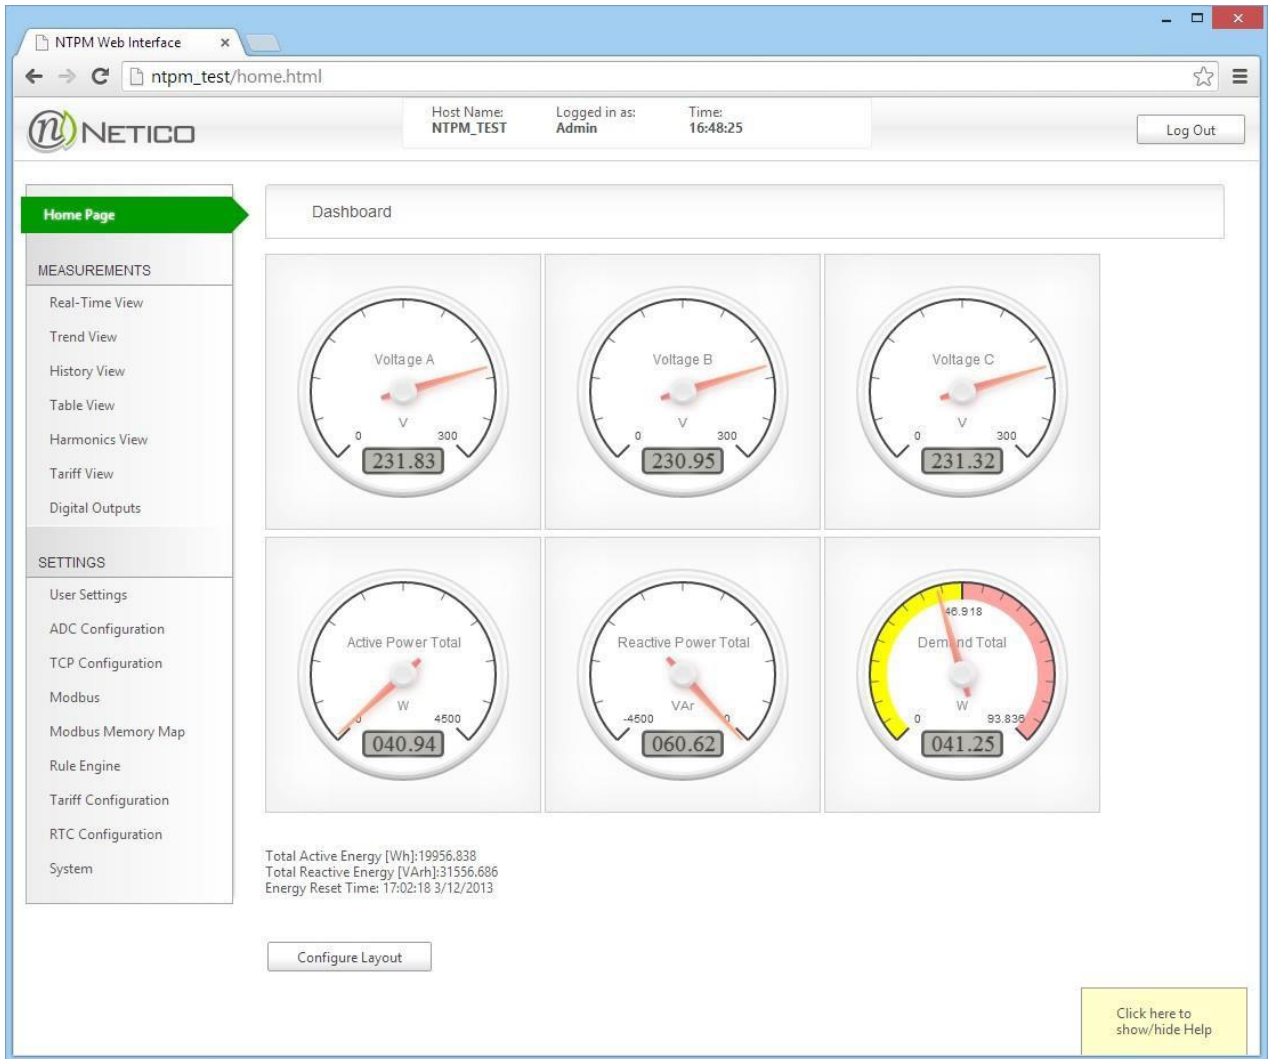 NTPM Web Interface
ntpm_test/home.html
NETICO
Host Name: Logged in as: Time:
NTPM_TEST Admin 16:48:25
Log Out
Home Page
Dashboard
MEASUREMENTS
Real-Time View
Trend View
History View
Table View
Harmonics View
Tariff View
Digital Outputs
SETTINGS
User Settings
ADC Configuration
TCP Configuration
Modbus
Modbus Memory Map
Rule Engine
Tariff Configuration
RTC Configuration
System
Voltage A
V
0 300
231.83
Voltage B
V
0 300
230.95
Voltage C
V
0 300
231.32
Active Power Total
W
0 4500
040.94
Reactive Power Total
VAr
-4500 0
060.62
46.918
Demand Total
W
0 93.836
041.25
Total Active Energy [Wh]:19956.838
Total Reactive Energy [VArh]:31556.686
Energy Reset Time: 17:02:18 3/12/2013
Configure Layout
Click here to
show/hide Help